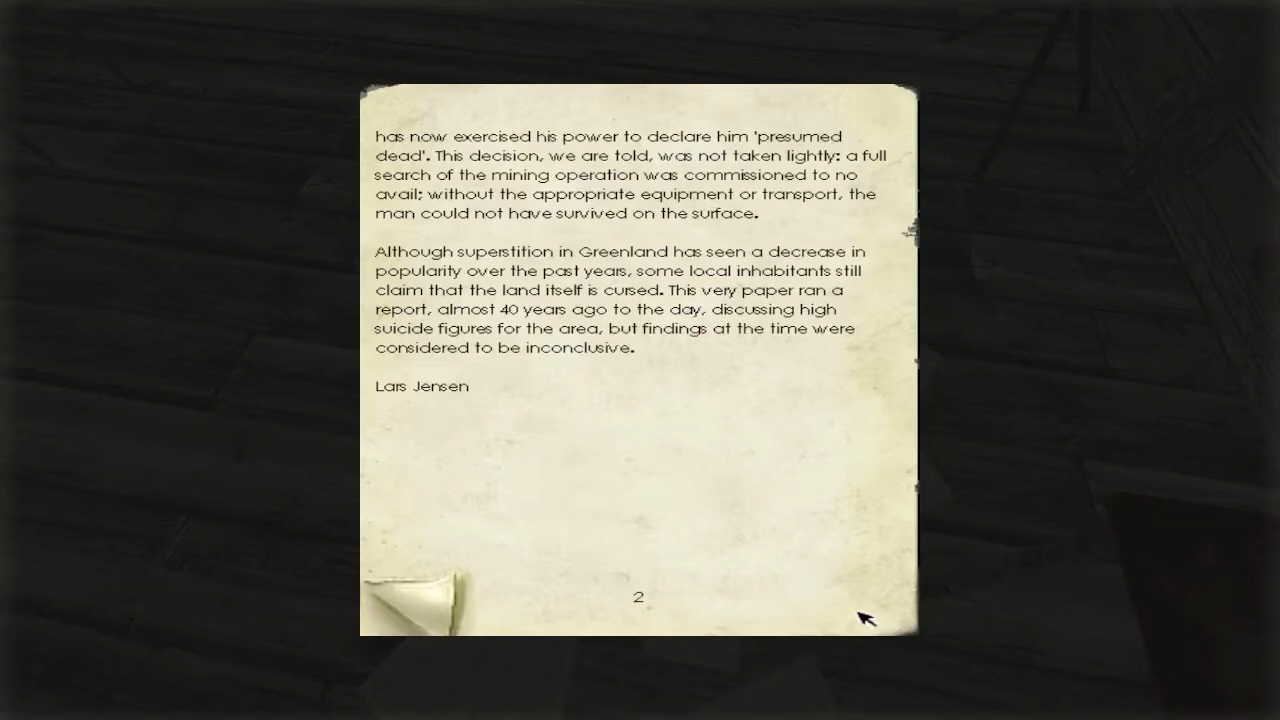 has now exercised his power to declare him 'presumed
dead'. This decision, we are told, was not taken lightly: a full
search of the mining operation was commissioned to no
avail; without the appropriate equipment or transport, the
man could not have survived on the surface.
Although superstition in Greenland has seen a decrease in
popularity over the past years, some local inhabitants still
claim that the land itself is cursed. This very paper ran a
report, almost 40 years ago to the day, discussing high
suicide figures for the area, but findings at the time were
considered to be inconclusive.
Lars Jensen
2